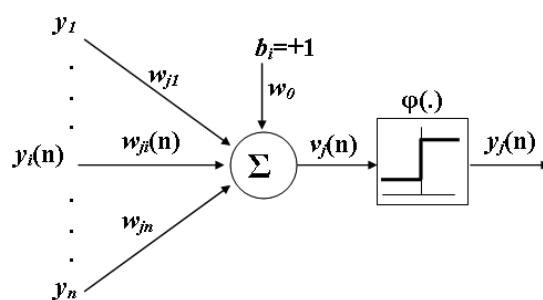 y1
bi=+1
wj1
w0
φ(.)
yi(n)
wji(n)
Σ
vj(n)
yj(n)
wjn
yn